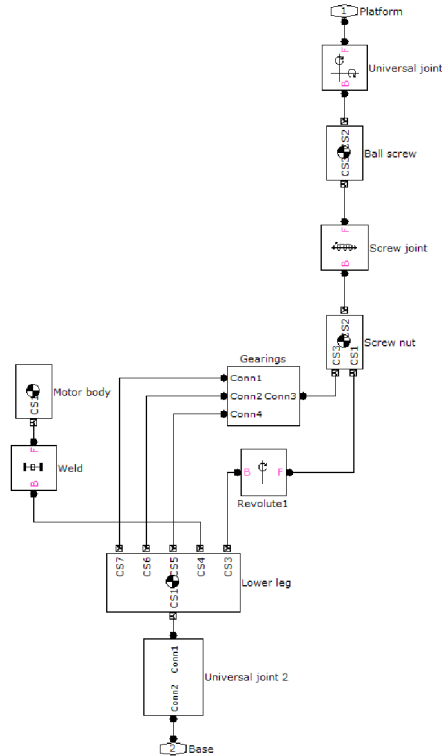 1 Platform
F
Universal joint
B
CS2
Ball screw
F
Screw joint
B
CS2
Screw nut
CS3 CS1
Gearings
Conn1
Conn2 Conn3
Conn4
Motor body
CS1
F
Weld
B
B F
Revolute1
CS7 CS6 CS5 CS4 CS3
Lower leg
CS1
Conn1
Universal joint 2
Conn2
2 Base